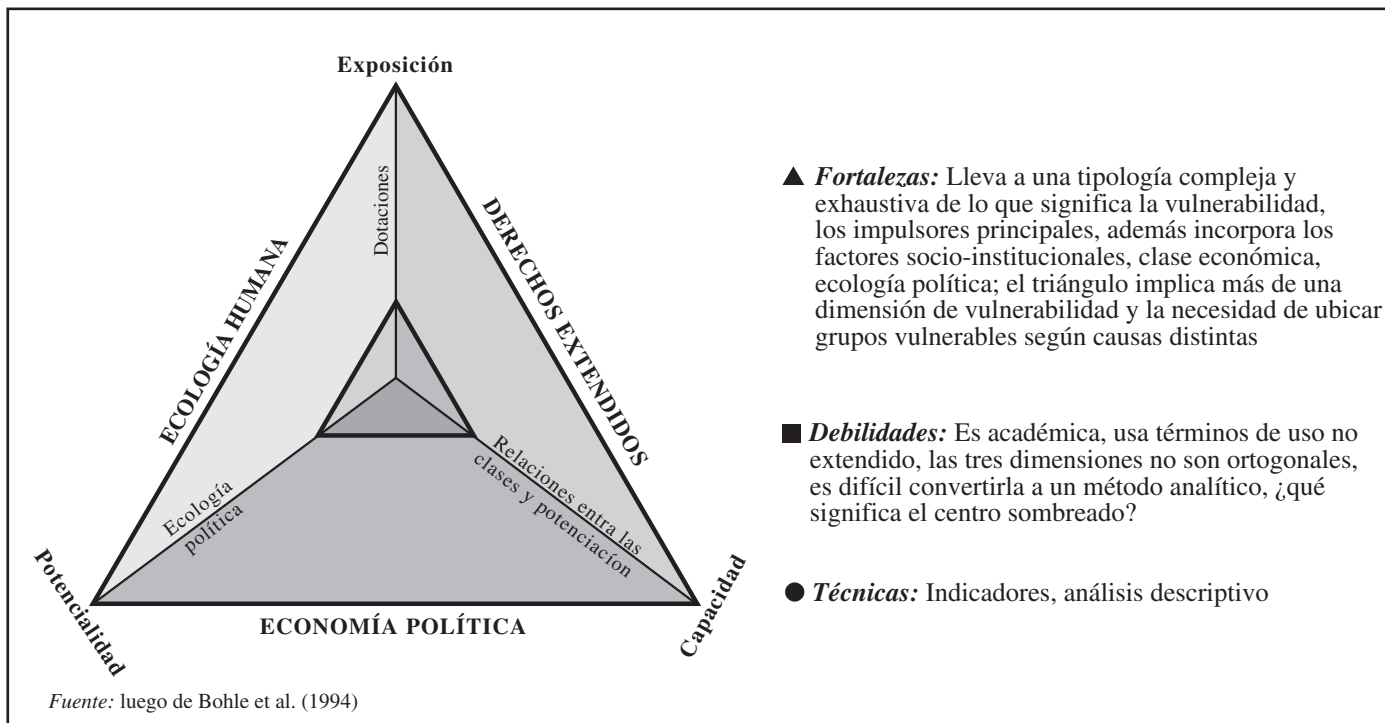 Exposición
Dotaciones
ECOLOGÍA HUMANA
DERECHOS EXTENDIDOS
Ecología
política
Relaciones entra las
clases y potenciacíon
Potencialidad
ECONOMÍA POLÍTICA
Capacidad
Fuente: luego de Bohle et al. (1994)
Fortalezas: Lleva a una tipología compleja y
exhaustiva de lo que significa la vulnerabilidad,
los impulsores principales, además incorpora los
factores socio-institucionales, clase económica,
ecología política; el triángulo implica más de una
dimensión de vulnerabilidad y la necesidad de ubicar
grupos vulnerables según causas distintas
Debilidades: Es académica, usa términos de uso no
extendido, las tres dimensiones no son ortogonales,
es difícil convertirla a un método analítico, ¿qué
significa el centro sombreado?
Técnicas: Indicadores, análisis descriptivo